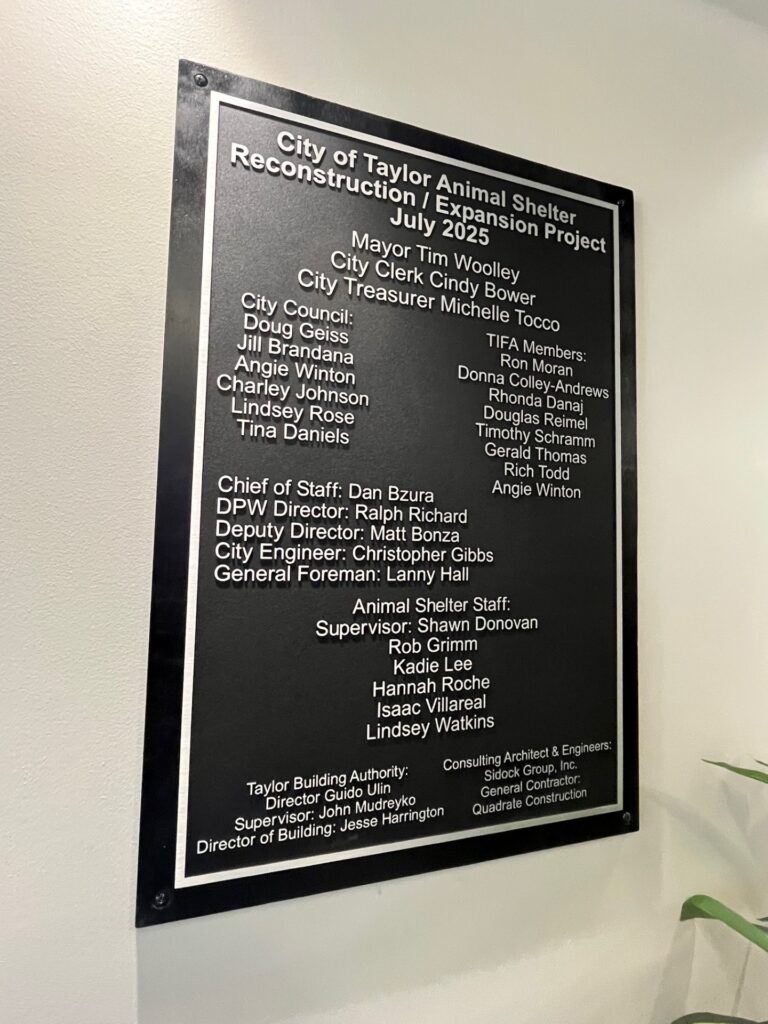 City of Taylor Animal Shelter
Reconstruction / Expansion Project
July 2025
Mayor Tim Woolley
City Clerk Cindy Bower
City Treasurer Michelle Tocco
City Council:
Doug Geiss
Jill Brandana
Angie Winton
Charley Johnson
Lindsey Rose
Tina Daniels
TIFA Members:
Ron Moran
Donna Colley-Andrews
Rhonda Danaj
Douglas Reimel
Timothy Schramm
Gerald Thomas
Rich Todd
Angie Winton
Chief of Staff: Dan Bzura
DPW Director: Ralph Richard
Deputy Director: Matt Bonza
City Engineer: Christopher Gibbs
General Foreman: Lanny Hall
Animal Shelter Staff:
Supervisor: Shawn Donovan
Rob Grimm
Kadie Lee
Hannah Roche
Isaac Villareal
Lindsey Watkins
Taylor Building Authority:
Director Guido Ulin
Supervisor: John Mudreyko
Director of Building: Jesse Harrington
Consulting Architect & Engineers:
Sidock Group, Inc.
General Contractor:
Quadrate Construction